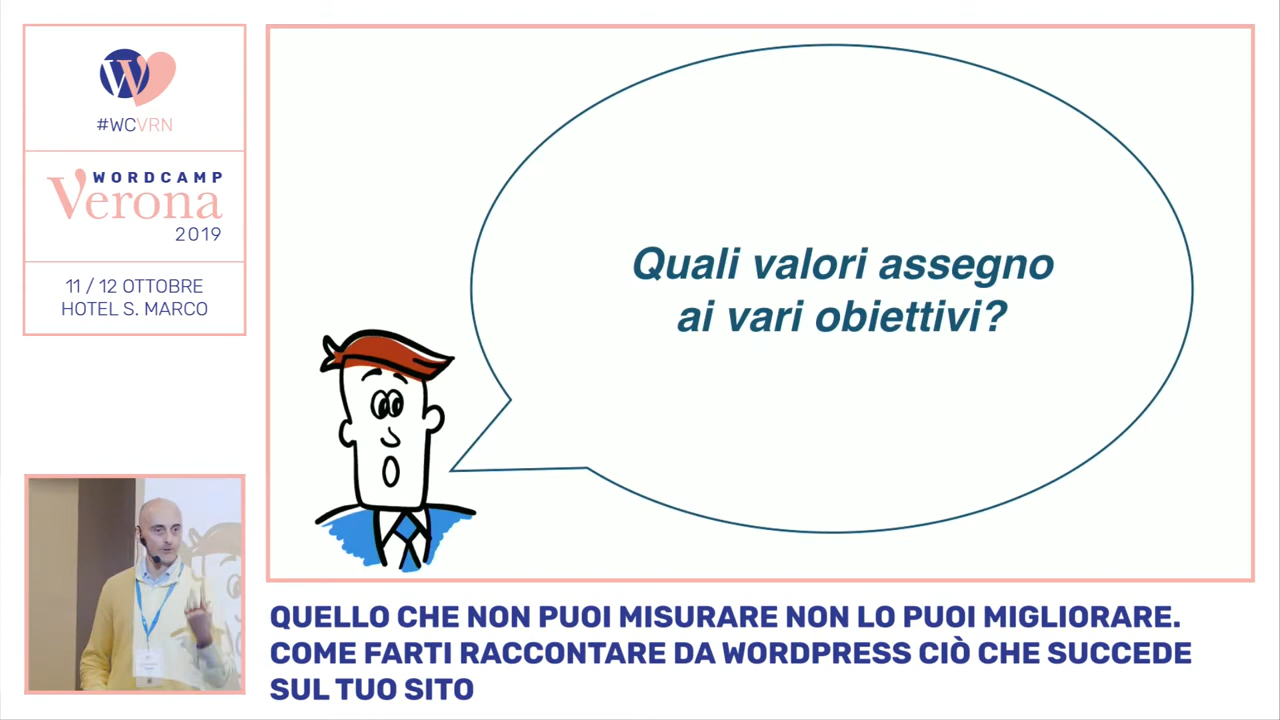 #WCVRN
WORDCAMP
Verona
2019
11 / 12 OTTOBRE
HOTEL S. MARCO
Quali valori assegno
ai vari obiettivi?
QUELLO CHE NON PUOI MISURARE NON LO PUOI MIGLIORARE.
COME FARTI RACCONTARE DA WORDPRESS CIÒ CHE SUCCEDE
SUL TUO SITO